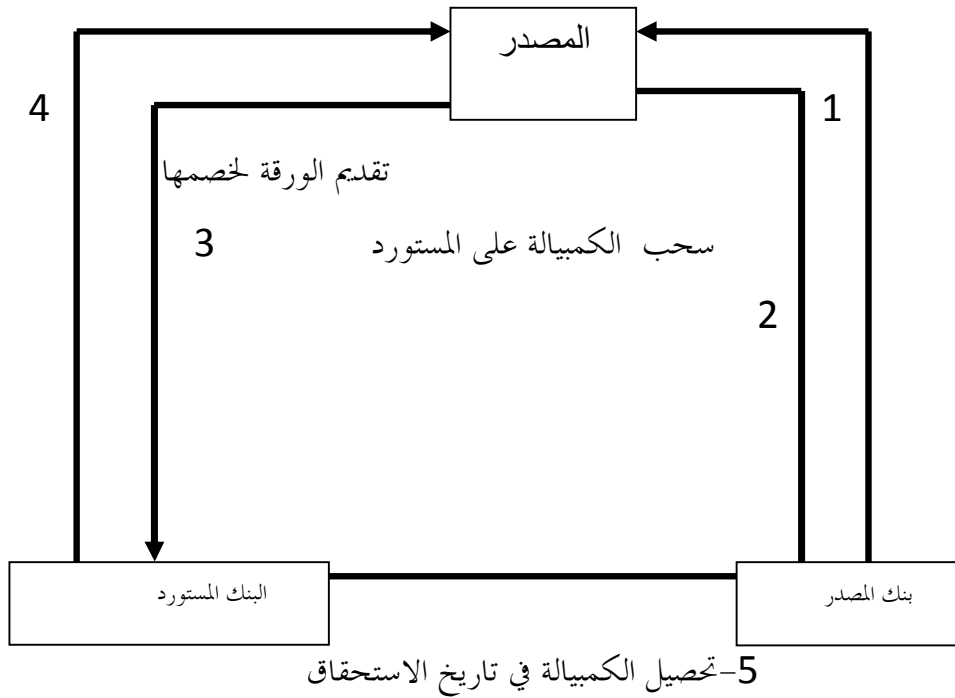 المصدر
4
1
تقديم الورقة لخصمها
3
سحب الكمبيالة على المستورد
2
البنك المستورد
بنك المصدر
5-تحصيل الكمبيالة في تاريخ الاستحقاق